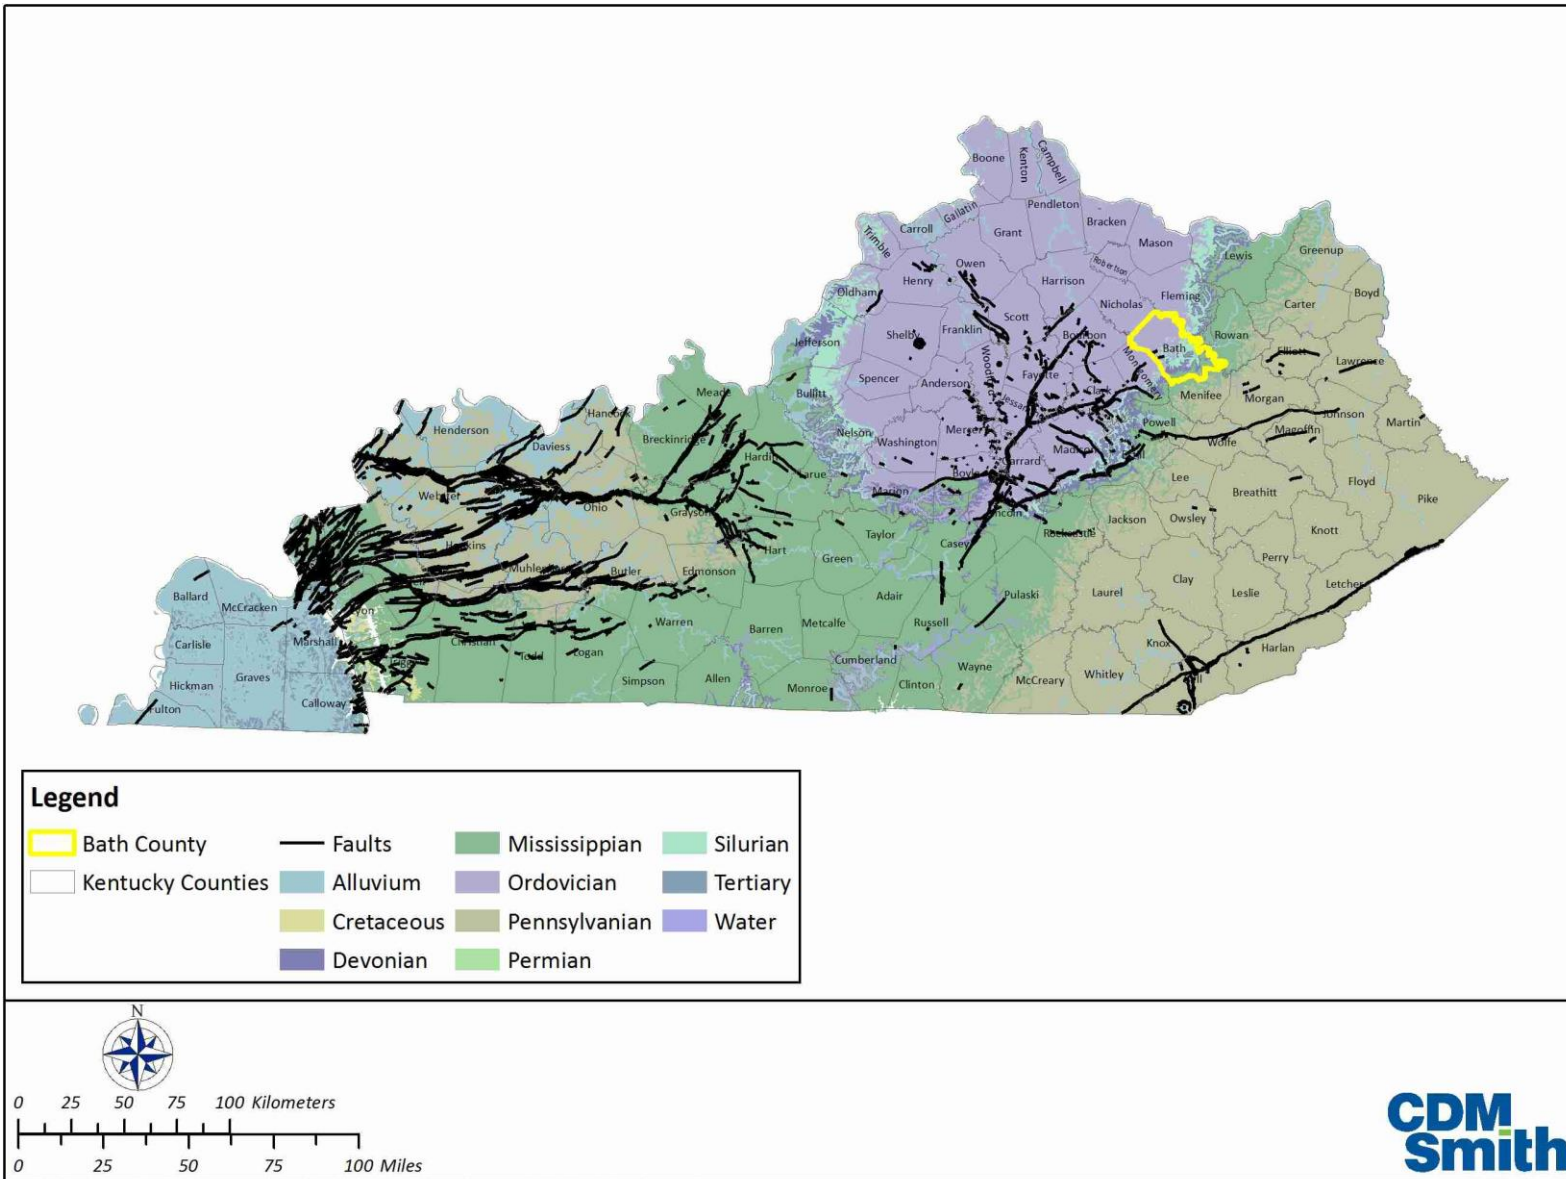 Boone
Kenton
Campbell
Gallatin
Pendleton
Carroll
Grant
Bracken
Mason
Trimble
Owen
Robertson
Lewis
Greenup
Henry
Harrison
Oldham
Nicholas
Fleming
Carter
Boyd
Scott
Shelby
Franklin
Bourbon
Bath
Rowan
Jefferson
Woodford
Montgomery
Elliott
Lawrence
Spencer
Anderson
Fayette
Clark
Menifee
Morgan
Bullitt
Jessamine
Meade
Hancock
Nelson
Washington
Mercer
Madison
Powell
Johnson
Martin
Magoffin
Wolfe
Henderson
Daviess
Breckinridge
Hardin
Larue
Boyle
Garrard
Lee
Breathitt
Floyd
Pike
Webster
Ohio
Grayson
Marion
Lincoln
Jackson
Owsley
Knott
Hopkins
Hart
Taylor
Casey
Rockcastle
Perry
Muhlenberg
Butler
Edmonson
Green
Clay
Letcher
Ballard
McCracken
Lyon
Adair
Pulaski
Laurel
Leslie
Carlisle
Marshall
Christian
Warren
Barren
Metcalfe
Russell
Knox
Harlan
Trigg
Todd
Logan
Cumberland
Wayne
Hickman
Graves
Simpson
Allen
Monroe
Clinton
McCreary
Whitley
Fulton
Calloway
Legend
Bath County
Kentucky Counties
Faults
Alluvium
Cretaceous
Devonian
Mississippian
Ordovician
Pennsylvanian
Permian
Silurian
Tertiary
Water
N
0 25 50 75 100 Kilometers
0 25 50 75 100 Miles
CDM
Smith